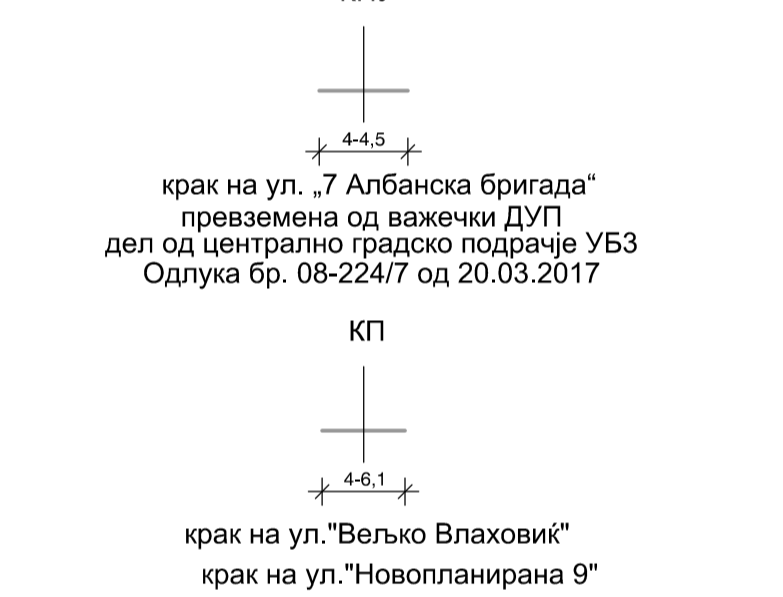 4-4,5
крак на ул. „7 Албанска бригада“
превземена од важечки ДУП
дел од централно градско подрачје УБ3
Одлука бр. 08-224/7 од 20.03.2017
КП
4-6,1
крак на ул."Вељко Влаховиќ"
крак на ул."Новопланирана 9"